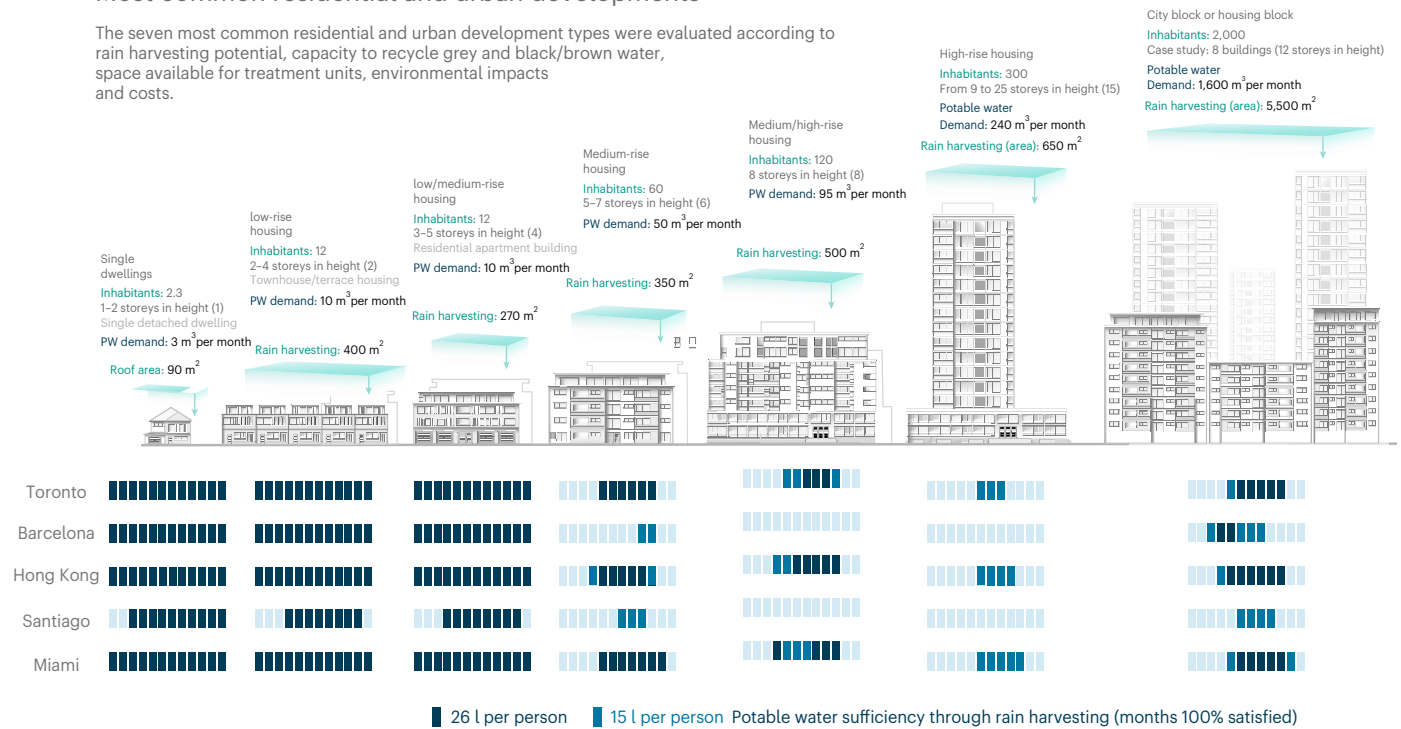 Most common residential and urban developments
The seven most common residential and urban development types were evaluated according to
rain harvesting potential, capacity to recycle grey and black/brown water,
space available for treatment units, environmental impacts
and costs.
Single
dwellings
Inhabitants: 2.3
1–2 storeys in height (1)
Single detached dwelling
PW demand: 3 m³ per month
Roof area: 90 m²
low-rise
housing
Inhabitants: 12
2–4 storeys in height (2)
Townhouse/terrace housing
PW demand: 10 m³ per month
Rain harvesting: 400 m²
low/medium-rise
housing
Inhabitants: 12
3–5 storeys in height (4)
Residential apartment building
PW demand: 10 m³ per month
Rain harvesting: 270 m²
Medium-rise
housing
Inhabitants: 60
5–7 storeys in height (6)
PW demand: 50 m³ per month
Rain harvesting: 350 m²
Medium/high-rise
housing
Inhabitants: 120
8 storeys in height (8)
PW demand: 95 m³ per month
Rain harvesting: 500 m²
High-rise housing
Inhabitants: 300
From 9 to 25 storeys in height (15)
Potable water
Demand: 240 m³ per month
Rain harvesting (area): 650 m²
City block or housing block
Inhabitants: 2,000
Case study: 8 buildings (12 storeys in height)
Potable water
Demand: 1,600 m³ per month
Rain harvesting (area): 5,500 m²
Toronto
Barcelona
Hong Kong
Santiago
Miami
26 l per person 15 l per person Potable water sufficiency through rain harvesting (months 100% satisfied)